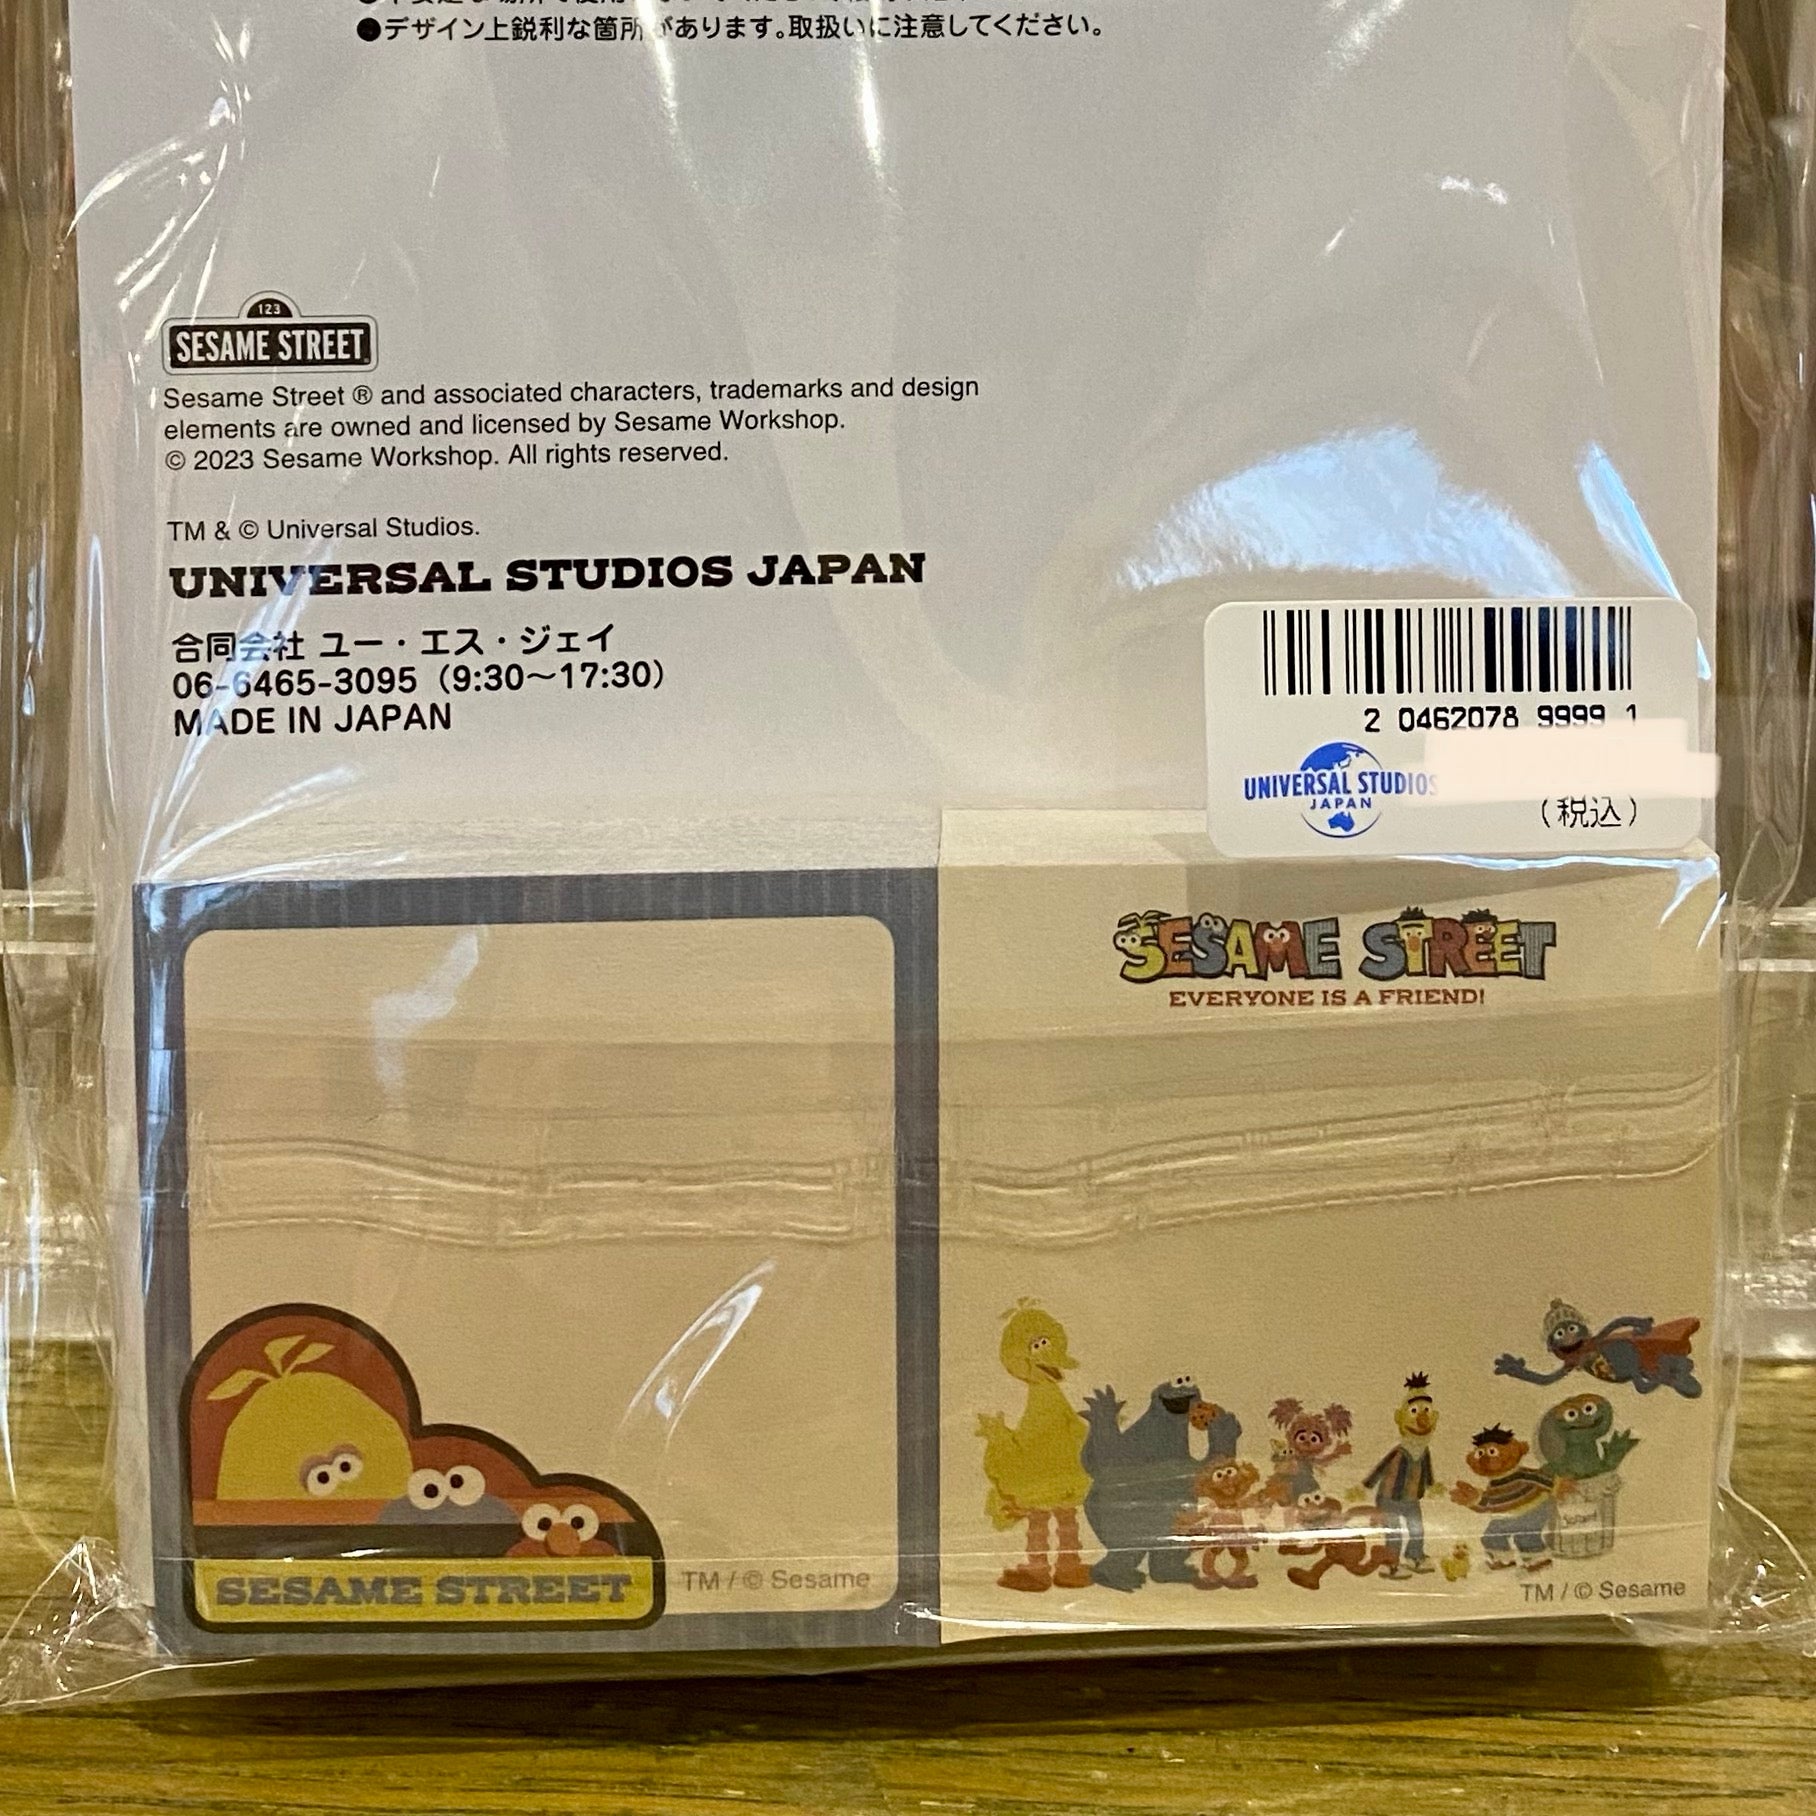 ●デザイン上鋭利な箇所があります。取扱いに注意してください。
123
SESAME STREET
Sesame Street ® and associated characters, trademarks and design
elements are owned and licensed by Sesame Workshop.
© 2023 Sesame Workshop. All rights reserved.
TM & © Universal Studios.
UNIVERSAL STUDIOS JAPAN
合同会社 ユー・エス・ジェイ
06-6465-3095（9:30〜17:30）
MADE IN JAPAN
2 0462078 9999 1
UNIVERSAL STUDIOS
JAPAN
(税込)
SESAME STREET
EVERYONE IS A FRIEND!
SESAME STREET
TM / © Sesame
TM / © Sesame